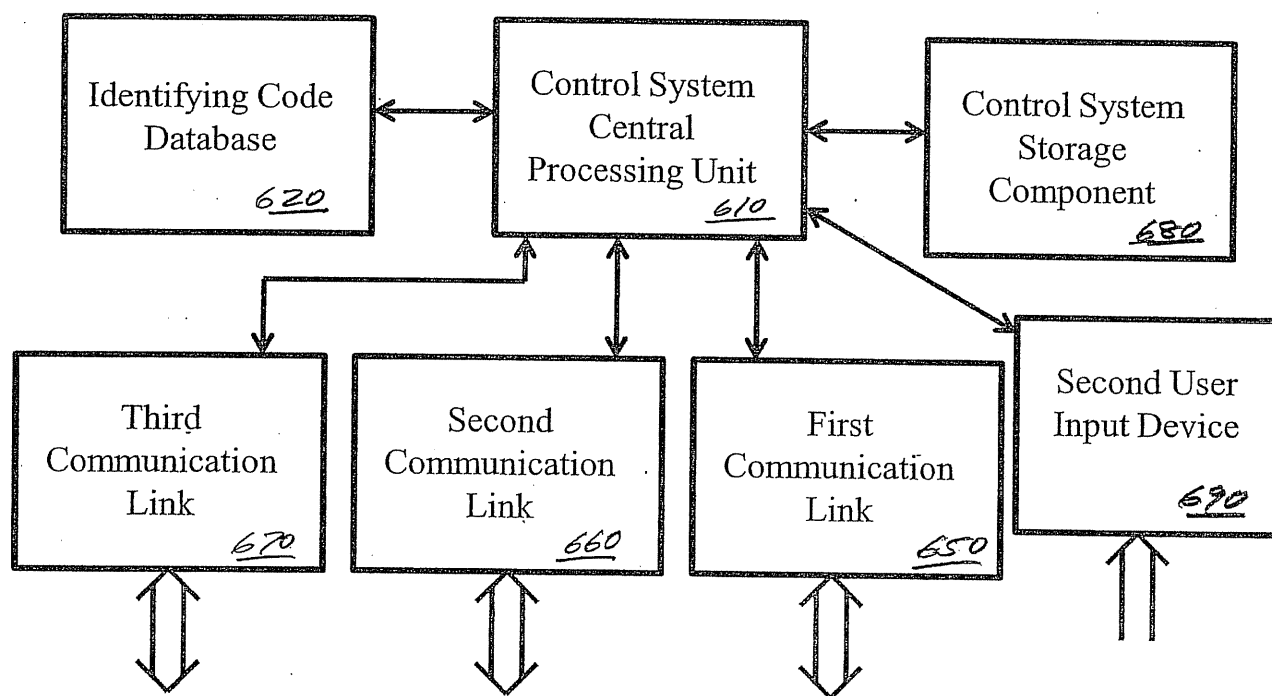 Identifying Code
Database
620
Control System
Central
Processing Unit
610
Control System
Storage
Component
680
Third
Communication
Link
670
Second
Communication
Link
660
First
Communication
Link
650
Second User
Input Device
690